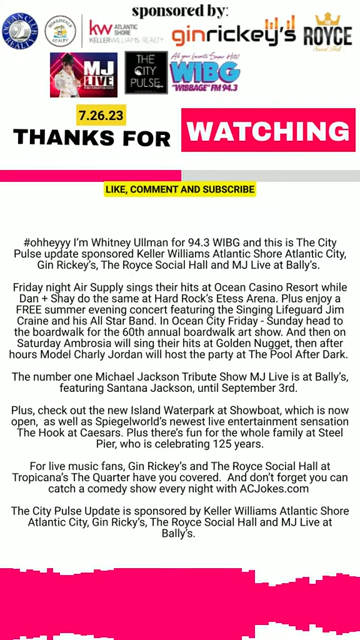 sponsored by:
kw ATLANTIC SHORE
KELLERWILLIAMS. REALTY
ginrickey's
ROYCE
MJ LIVE
THE CITY PULSE
All your Favorite Super Hits!
WIBG
"WIBBAGE" FM 94.3
7.26.23
THANKS FOR WATCHING
LIKE, COMMENT AND SUBSCRIBE
#ohheyyy I'm Whitney Ullman for 94.3 WIBG and this is The City
Pulse update sponsored Keller Williams Atlantic Shore Atlantic City,
Gin Rickey's, The Royce Social Hall and MJ Live at Bally's.
Friday night Air Supply sings their hits at Ocean Casino Resort while
Dan + Shay do the same at Hard Rock's Etess Arena. Plus enjoy a
FREE summer evening concert featuring the Singing Lifeguard Jim
Craine and his All Star Band. In Ocean City Friday - Sunday head to
the boardwalk for the 60th annual boardwalk art show. And then on
Saturday Ambrosia will sing their hits at Golden Nugget, then after
hours Model Charly Jordan will host the party at The Pool After Dark.
The number one Michael Jackson Tribute Show MJ Live is at Bally's,
featuring Santana Jackson, until September 3rd.
Plus, check out the new Island Waterpark at Showboat, which is now
open, as well as Spiegelworld's newest live entertainment sensation
The Hook at Caesars. Plus there's fun for the whole family at Steel
Pier, who is celebrating 125 years.
For live music fans, Gin Rickey's and The Royce Social Hall at
Tropicana's The Quarter have you covered. And don't forget you can
catch a comedy show every night with ACJokes.com
The City Pulse Update is sponsored by Keller Williams Atlantic Shore
Atlantic City, Gin Ricky's, The Royce Social Hall and MJ Live at
Bally's.